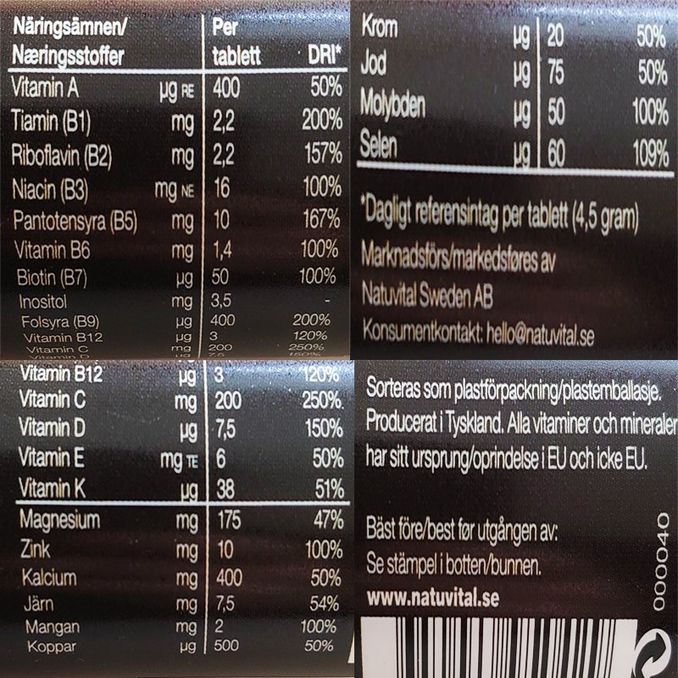 Näringsämnen/ Per
Næringsstoffer tablett DRI*
Vitamin A µg RE 400 50%
Tiamin (B1) mg 2,2 200%
Riboflavin (B2) mg 2,2 157%
Niacin (B3) mg NE 16 100%
Pantotensyra (B5) mg 10 167%
Vitamin B6 mg 1,4 100%
Biotin (B7) µg 50 100%
Inositol mg 3,5 -
Folsyra (B9) µg 400 200%
Vitamin B12 µg 3 120%
Vitamin C mg 200 250%
Vitamin D µg 7,5 150%
Krom µg 20 50%
Jod µg 75 50%
Molybden µg 50 100%
Selen µg 60 109%
*Dagligt referensintag per tablett (4,5 gram)
Marknadsförs/markedsføres av
Natuvital Sweden AB
Konsumentkontakt: hello@natuvital.se
Vitamin B12 µg 3 120%
Vitamin C mg 200 250%
Vitamin D µg 7,5 150%
Vitamin E mg TE 6 50%
Vitamin K µg 38 51%
Magnesium mg 175 47%
Zink mg 10 100%
Kalcium mg 400 50%
Järn mg 7,5 54%
Mangan mg 2 100%
Koppar µg 500 50%
Sorteras som plastförpackning/plastemballasje.
Producerat i Tyskland. Alla vitaminer och mineraler
har sitt ursprung/oprindelse i EU och icke EU.
Bäst före/best før utgången av:
Se stämpel i botten/bunnen.
www.natuvital.se
000040